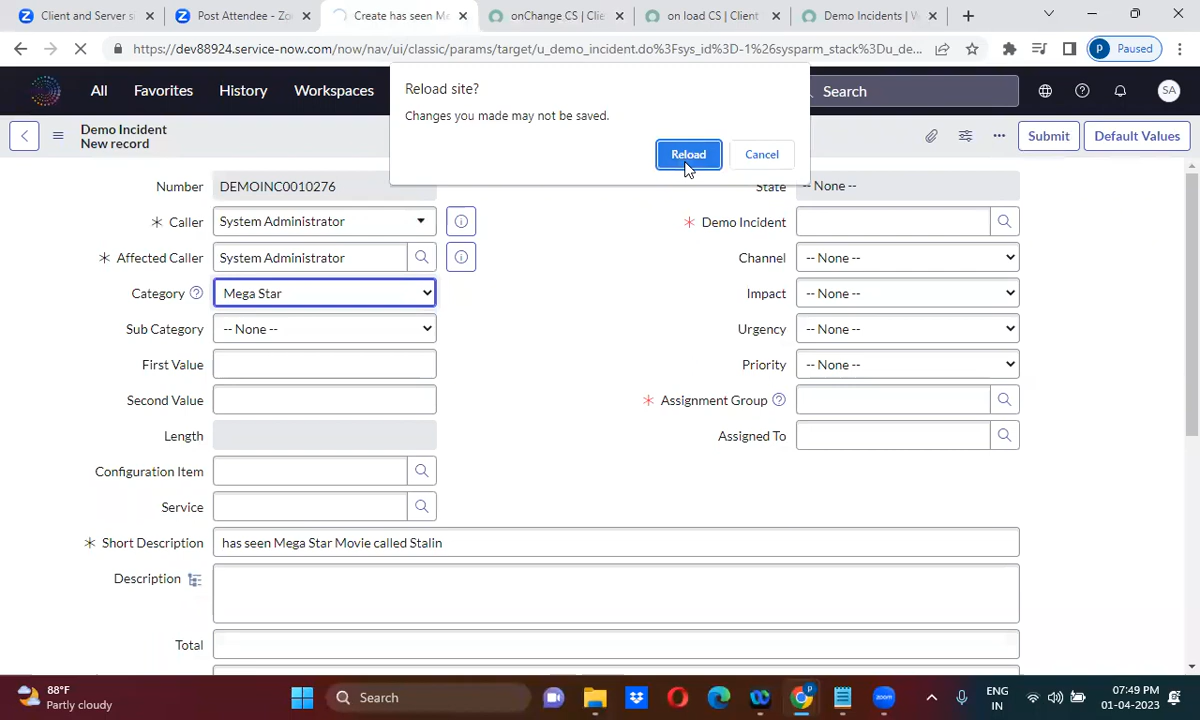 Client and Server s
Post Attendee - Zo
Create has seen Me
onChange CS | Clie
on load CS | Client
Demo Incidents | W
https://dev88924.service-now.com/now/nav/ui/classic/params/target/u_demo_incident.do%3Fsys_id%3D-1%26sysparm_stack%3Du_de...
P Paused
Reload site?
Changes you made may not be saved.
Reload
Cancel
All
Favorites
History
Workspaces
Search
SA
Demo Incident
New record
Submit
Default Values
Number DEMOINC0010276
Caller System Administrator
Affected Caller System Administrator
Category Mega Star
Sub Category -- None --
First Value
Second Value
Length
Configuration Item
Service
Short Description has seen Mega Star Movie called Stalin
Description
Total
State -- None --
Demo Incident
Channel -- None --
Impact -- None --
Urgency -- None --
Priority -- None --
Assignment Group
Assigned To
88°F
Partly cloudy
Search
zoom
ENG
IN
07:49 PM
01-04-2023